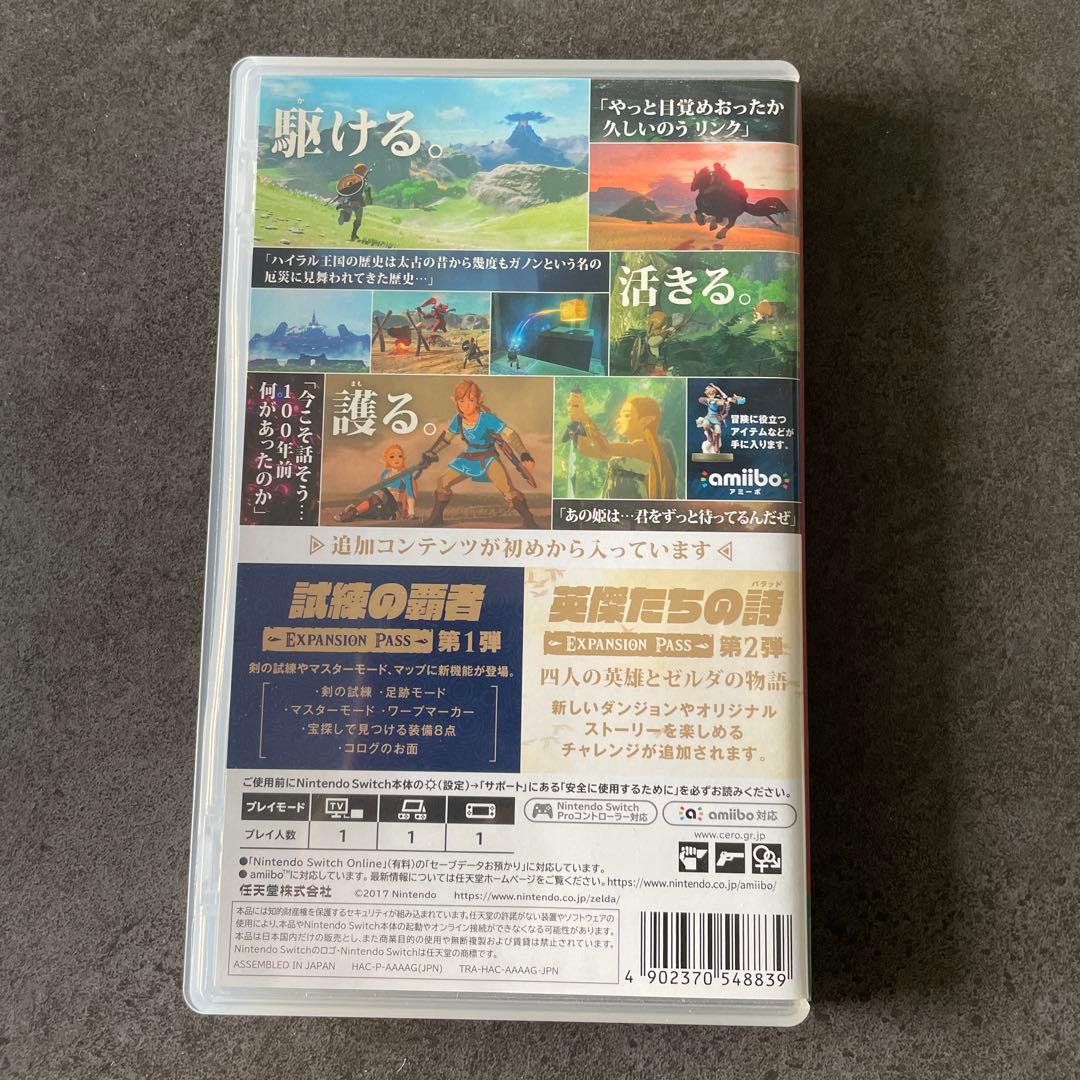 か
駆ける。
「やっと目覚めおったか
久しいのう リンク」
「ハイラル王国の歴史は太古の昔から幾度もガノンという名の
厄災に見舞われてきた歴史…」
活きる。
「今こそ話そう…
100年前
何があったのか」
まも
護る。
冒険に役立つ
アイテムなどが
手に入ります。
amiibo
アミーボ
「あの姫は…君をずっと待ってるんだぜ」
追加コンテンツが初めから入っています
試練の覇者
EXPANSION PASS 第1弾
剣の試練やマスターモード、マップに新機能が登場。
・剣の試練 ・足跡モード
・マスターモード ・ワープマーカー
・宝探しで見つける装備8点
・コログのお面
バラッド
英傑たちの詩
EXPANSION PASS 第2弾
四人の英雄とゼルダの物語
新しいダンジョンやオリジナル
ストーリーを楽しめる
チャレンジが追加されます。
ご使用前にNintendo Switch本体の(設定)→「サポート」にある「安全に使用するために」を必ずお読みください。
プレイモード TV
プレイ人数 1 1 1
Nintendo Switch
Proコントローラー対応
amiibo対応
www.cero.gr.jp
●「Nintendo Switch Online」(有料)の「セーブデータお預かり」に対応しています。
●amiibo™に対応しています。最新情報については任天堂ホームページをご覧ください。https://www.nintendo.co.jp/amiibo/
任天堂株式会社 ©2017 Nintendo https://www.nintendo.co.jp/zelda/
本品には知的財産権を保護するセキュリティが組み込まれています。任天堂の許諾がない装置やソフトウェアの
使用により、本品やNintendo Switch本体の起動やオンライン接続ができなくなる可能性があります。
本品は日本国内だけの販売とし、また商業目的の使用や無断複製および賃貸は禁止されています。
Nintendo Switchのロゴ・Nintendo Switchは任天堂の商標です。
ASSEMBLED IN JAPAN HAC-P-AAAAG(JPN) TRA-HAC-AAAAG-JPN
4 902370 548839